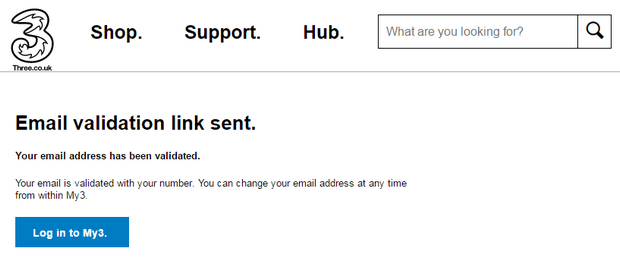 Shop. Support. Hub. What are you looking for?
Three.co.uk
Email validation link sent.
Your email address has been validated.
Your email is validated with your number. You can change your email address at any time
from within My3.
Log in to My3.